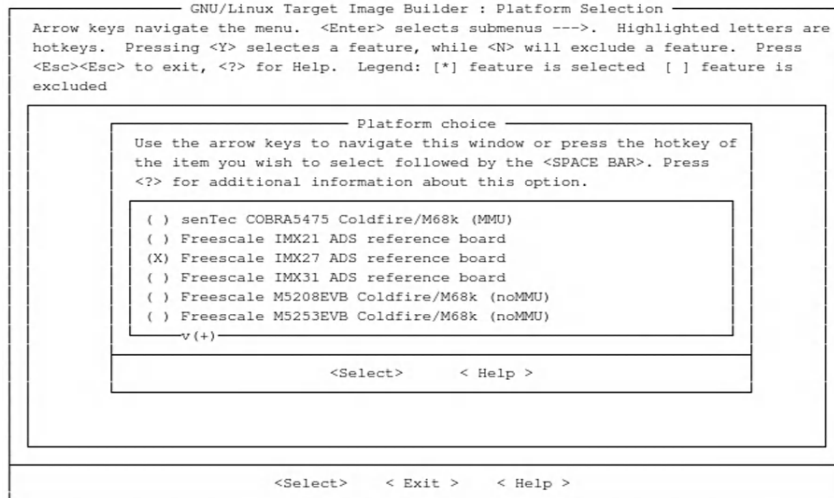 GNU/Linux Target Image Builder : Platform Selection
Arrow keys navigate the menu.  <Enter> selects submenus --->.  Highlighted letters are
hotkeys.  Pressing <Y> selectes a feature, while <N> will exclude a feature.  Press
<Esc><Esc> to exit, <?> for Help.  Legend: [*] feature is selected  [ ] feature is
excluded
Platform choice
Use the arrow keys to navigate this window or press the hotkey of
the item you wish to select followed by the <SPACE BAR>. Press
<?> for additional information about this option.
( ) senTec COBRA5475 Coldfire/M68k (MMU)
( ) Freescale IMX21 ADS reference board
(X) Freescale IMX27 ADS reference board
( ) Freescale IMX31 ADS reference board
( ) Freescale M5208EVB Coldfire/M68k (noMMU)
( ) Freescale M5253EVB Coldfire/M68k (noMMU)
v(+)
<Select>    < Help >
<Select>    < Exit >    < Help >